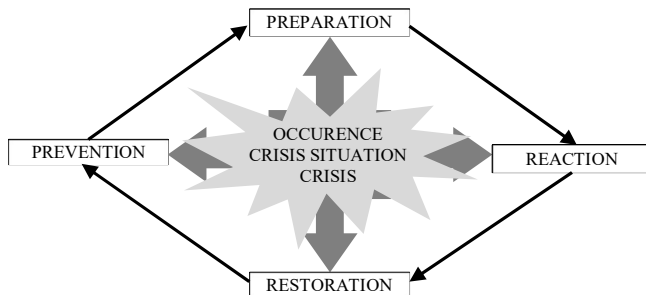 PREPARATION
OCCURENCE
CRISIS SITUATION
CRISIS
PREVENTION
REACTION
RESTORATION